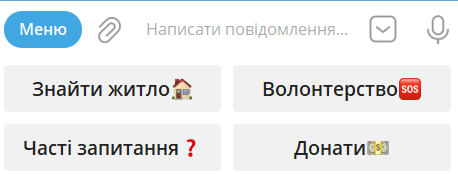 Меню Написати повідомлення...
Знайти житло🏠 Волонтерство🆘
Часті запитання❓ Донати💵